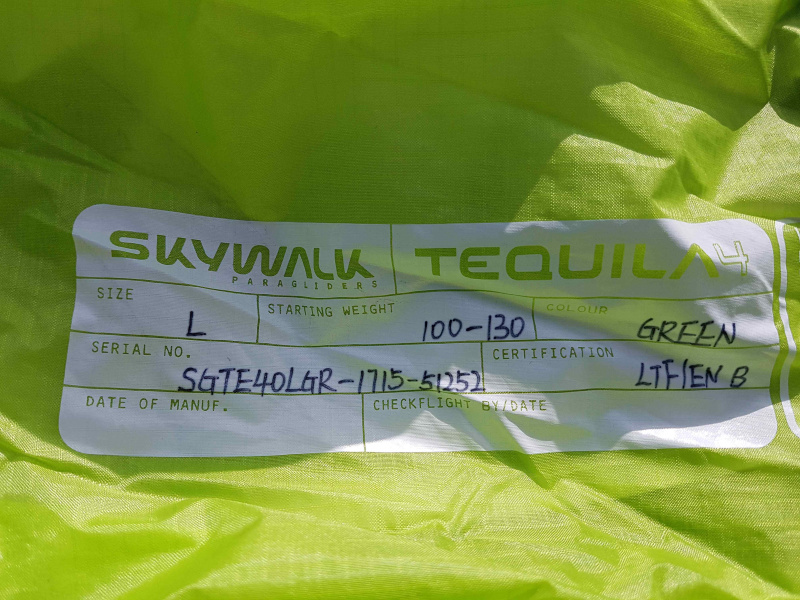 SKYWALK TEQUILA4
PARAGLIDERS
SIZE L STARTING WEIGHT 100-130 COLOUR GREEN
SERIAL NO. SGTE40LGR-1715-51252 CERTIFICATION LTF/EN B
DATE OF MANUF. CHECKFLIGHT BY/DATE